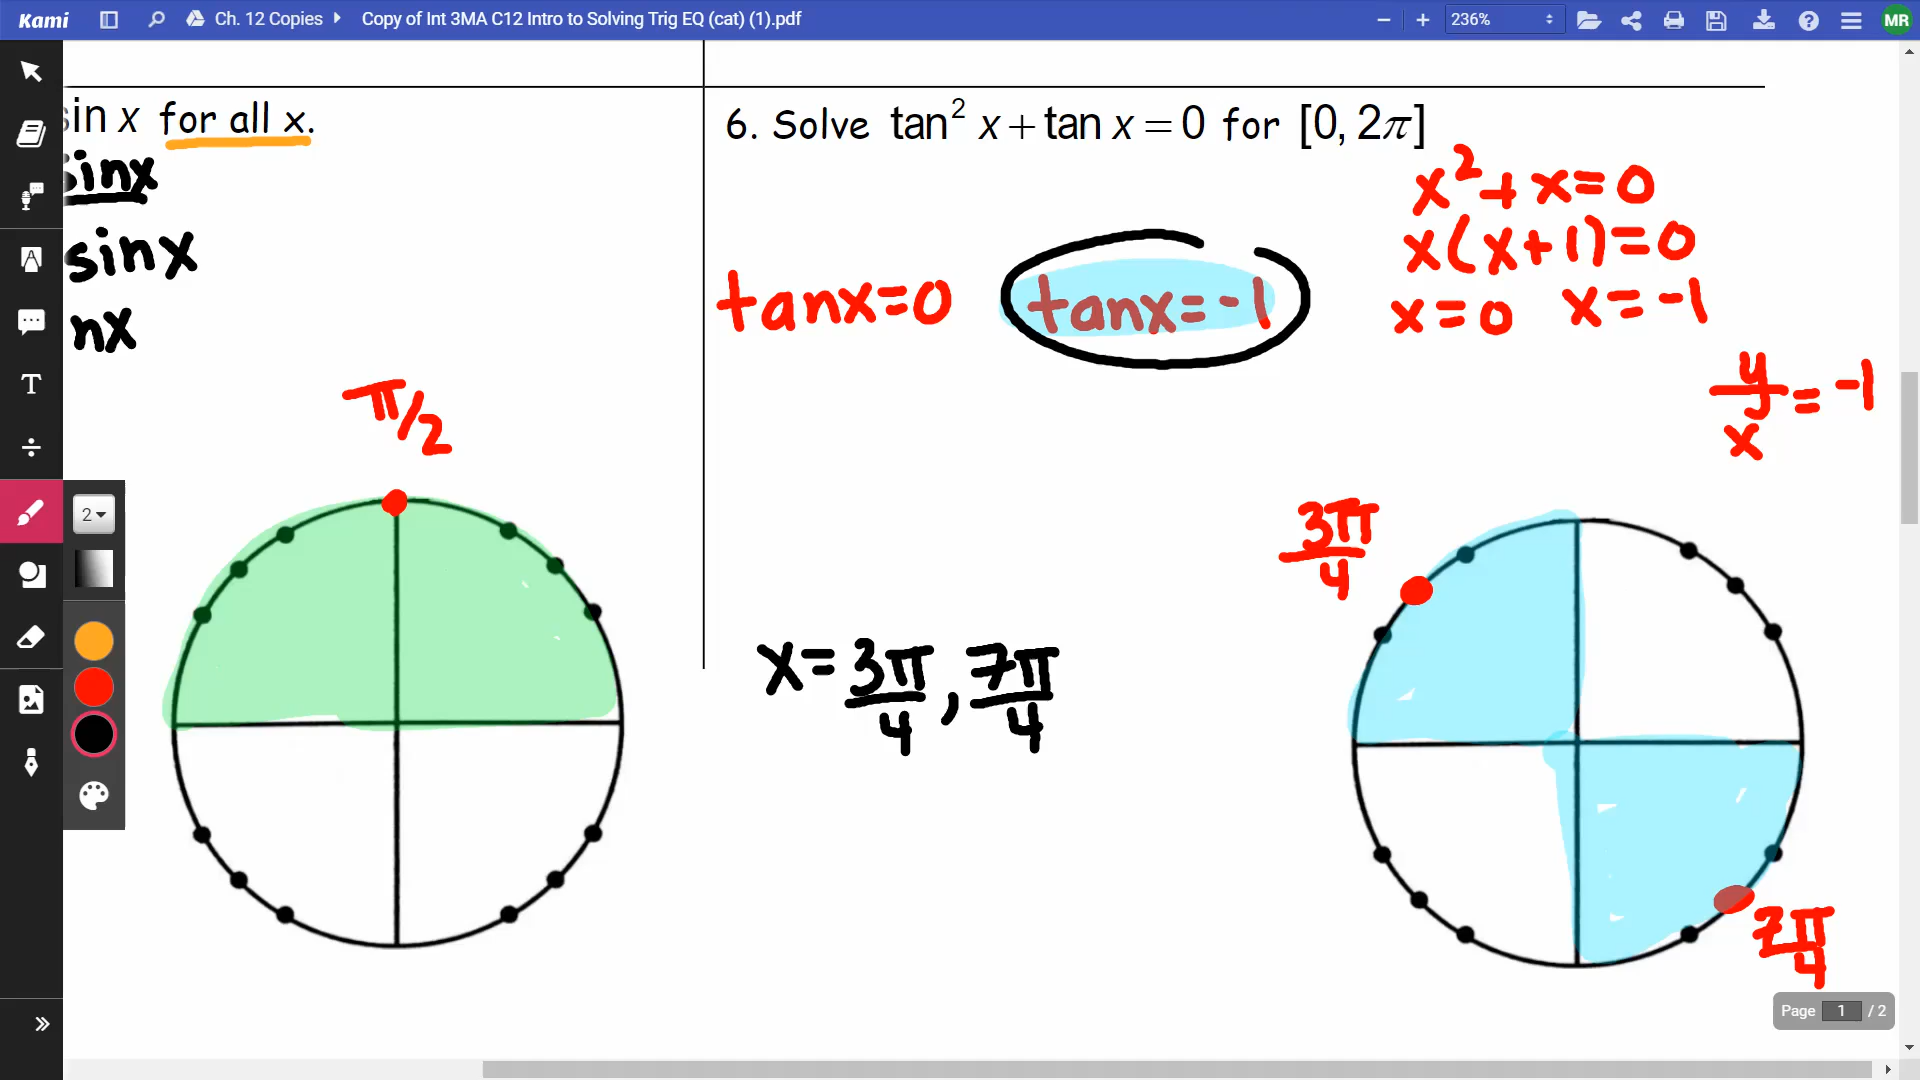 Kami
Ch. 12 Copies
Copy of Int 3MA C12 Intro to Solving Trig EQ (cat) (1).pdf
236%
MR
sin x for all x.
sinx
sinx
nx
π/2
6. Solve tan² x + tan x = 0 for [0, 2π]
x² + x = 0
x(x+1) = 0
x = 0 x = -1
tanx=0 tanx=-1
y/x = -1
3π/4
x = 3π/4, 7π/4
7π/4
2
Page 1 / 2